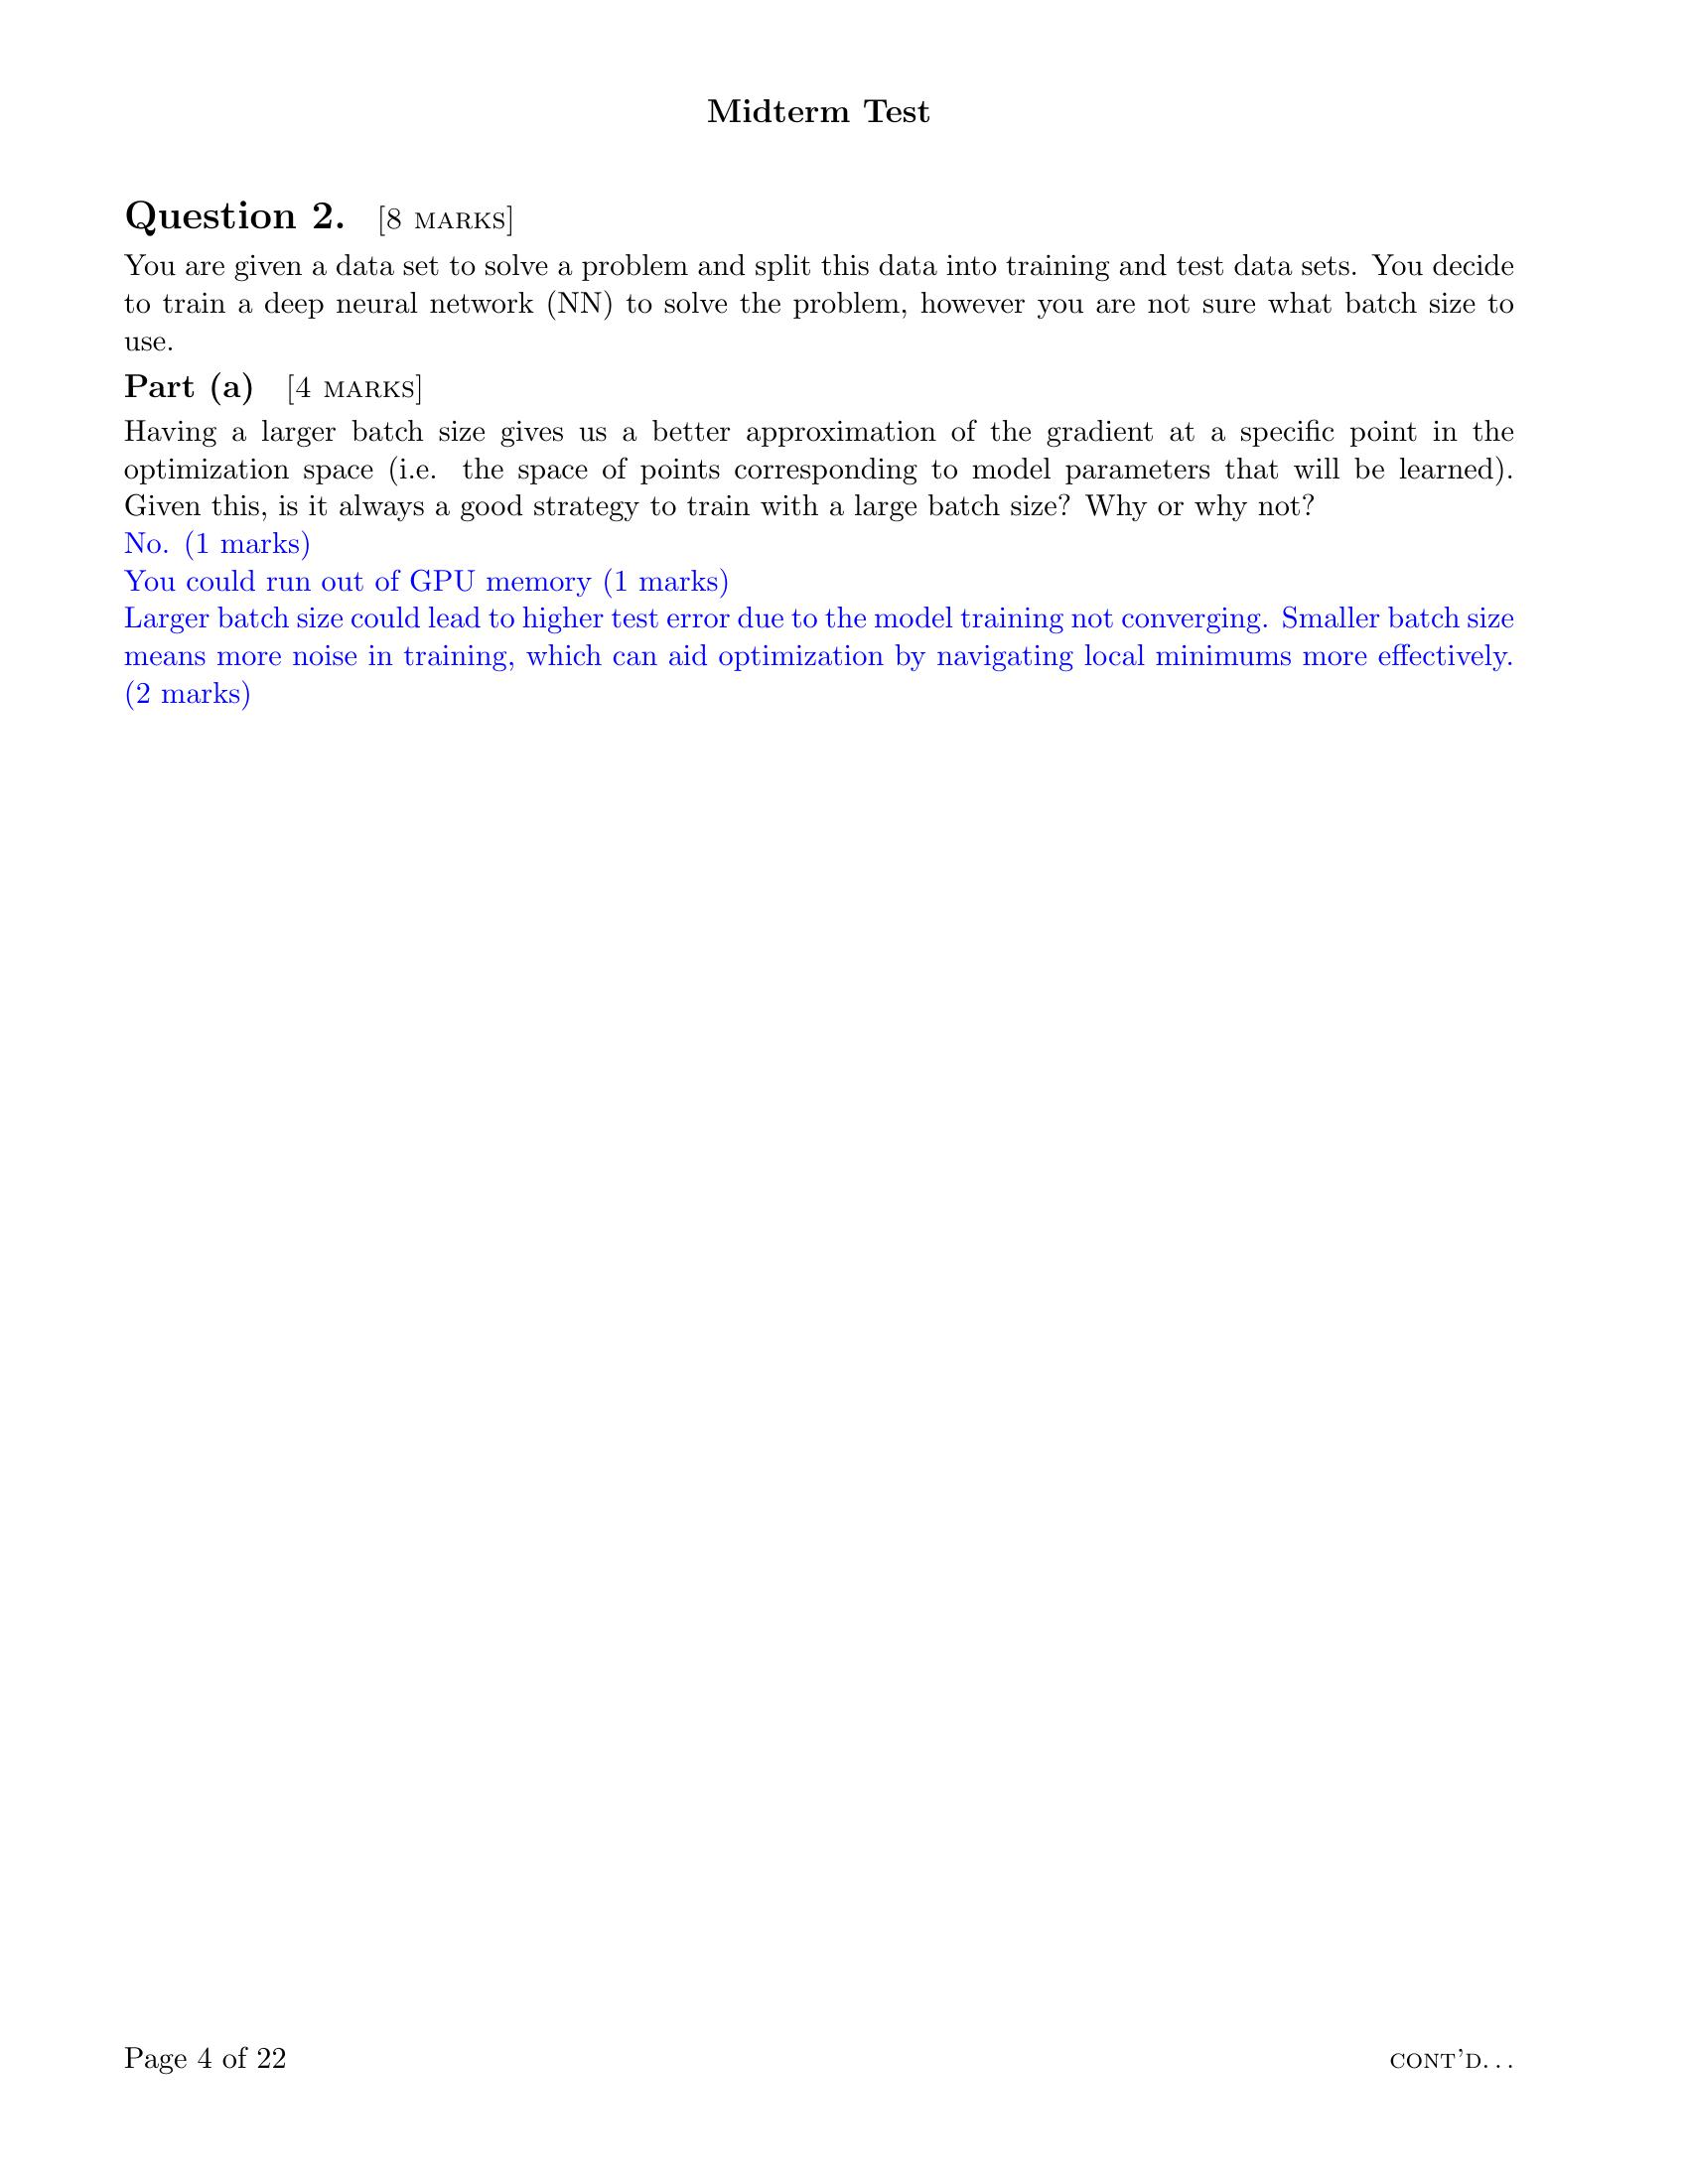 Midterm Test
Question 2. [8 MARKS]
You are given a data set to solve a problem and split this data into training and test data sets. You decide
to train a deep neural network (NN) to solve the problem, however you are not sure what batch size to
use.
Part (a) [4 MARKS]
Having a larger batch size gives us a better approximation of the gradient at a specific point in the
optimization space (i.e. the space of points corresponding to model parameters that will be learned).
Given this, is it always a good strategy to train with a large batch size? Why or why not?
No. (1 marks)
You could run out of GPU memory (1 marks)
Larger batch size could lead to higher test error due to the model training not converging. Smaller batch size
means more noise in training, which can aid optimization by navigating local minimums more effectively.
(2 marks)
Page 4 of 22
CONT'D...